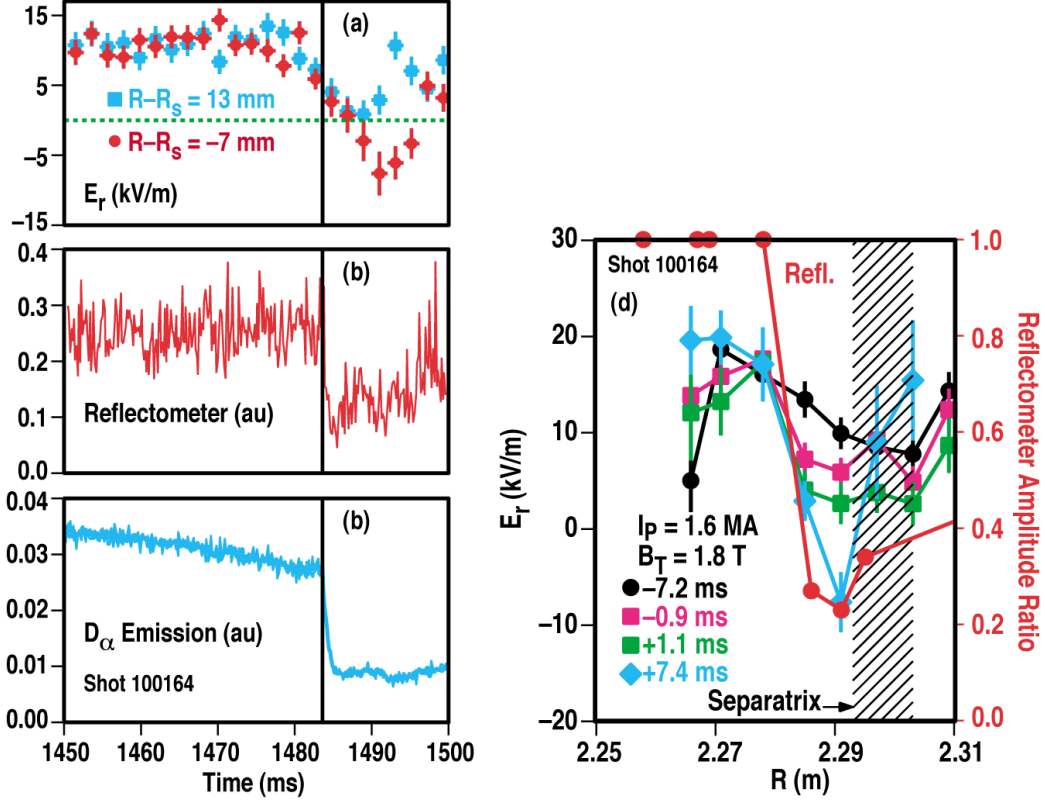 15
5
−5
−15
(a)
R−Rs = 13 mm
R−Rs = −7 mm
Er (kV/m)
0.4
0.3
0.2
0.1
0.0
(b)
Reflectometer (au)
0.04
0.03
0.02
0.01
0.00
(b)
Dα Emission (au)
Shot 100164
1450 1460 1470 1480 1490 1500
Time (ms)
30
20
10
0
−10
−20
Er (kV/m)
Shot 100164
Refl.
(d)
IP = 1.6 MA
BT = 1.8 T
−7.2 ms
−0.9 ms
+1.1 ms
+7.4 ms
Separatrix
2.25 2.27 2.29 2.31
R (m)
1.0
0.8
0.6
0.4
0.2
0.0
Reflectometer Amplitude Ratio